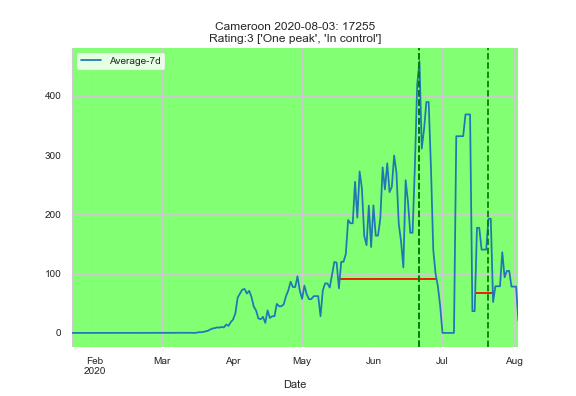 Cameroon 2020-08-03: 17255
Rating:3 ['One peak', 'In control']
Average-7d
400
300
200
100
0
Feb
2020
Mar
Apr
May
Jun
Jul
Aug
Date